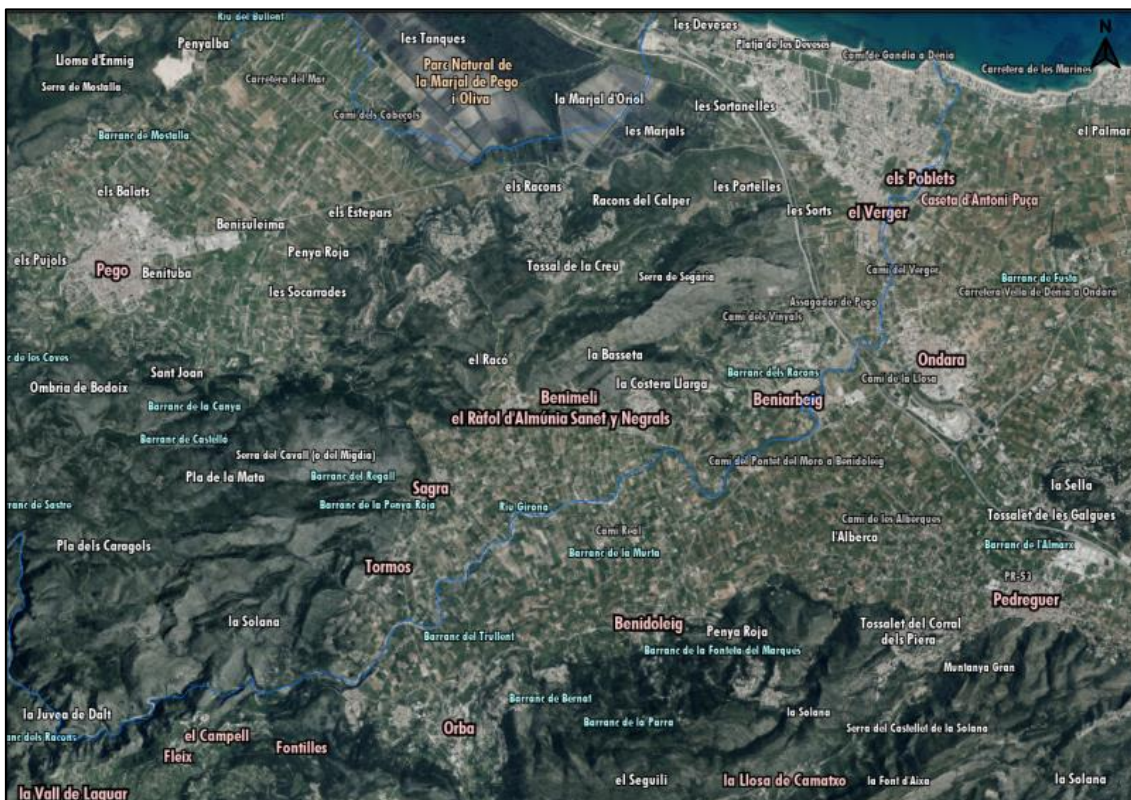 Riu del Bullent
les Deveses
N
Penyalba
les Tanques
Platja de les Deveses
Lloma d'Enmig
Parc Natural de
la Marjal de Pego
i Oliva
Camí de Gandia a Dénia
Carretera de les Marines
Serra de Mostalla
Carretera del Mar
la Marjal d'Oriol
les Sortanelles
Camí dels Cabeçals
Barranc de Mostalla
les Marjals
el Palmar
els Balats
els Racons
Racons del Calper
les Portelles
els Poblets
Caseta d'Antoni Puça
els Estepars
les Sorts
el Verger
Benisuleima
Penya Roja
els Pujols
Pego
Benituba
Tossal de la Creu
Serra de Segària
Camí del Verger
Barranc de Fusta
Carretera Vella de Dénia a Ondara
les Socarrades
Assagador de Pego
Camí dels Vinyals
Sant Joan
el Racó
la Basseta
Ondara
Ombria de Bodoix
la Costera Llarga
Barranc dels Racons
Camí de la Llosa
Benimeli
Beniarbeig
Barranc de la Canya
el Ràfol d'Almúnia
Sanet y Negrals
Barranc de Castelló
Serra del Cavall (o del Migdia)
Camí del Pontet del Moro a Benidoleig
Pla de la Mata
Barranc del Regall
Sagra
la Sella
Barranc de la Penya Roja
Riu Girona
Tossalet de les Galgues
Camí Real
Camí de les Alberques
l'Alberca
Pla dels Caragols
Barranc de la Murta
Barranc de l'Almarx
Tormos
PR-53
Pedreguer
la Solana
Benidoleig
Penya Roja
Tossalet del Corral
dels Piera
Barranc del Trullent
Barranc de la Fonteta del Marques
Muntanya Gran
Barranc de Bernat
la Juvea de Dalt
Barranc de la Parra
la Solana
el Campell
Orba
Serra del Castellet de la Solana
Fontilles
Fleix
el Seguili
la Llosa de Camatxo
la Font d'Aixa
la Solana
la Vall de Laguar